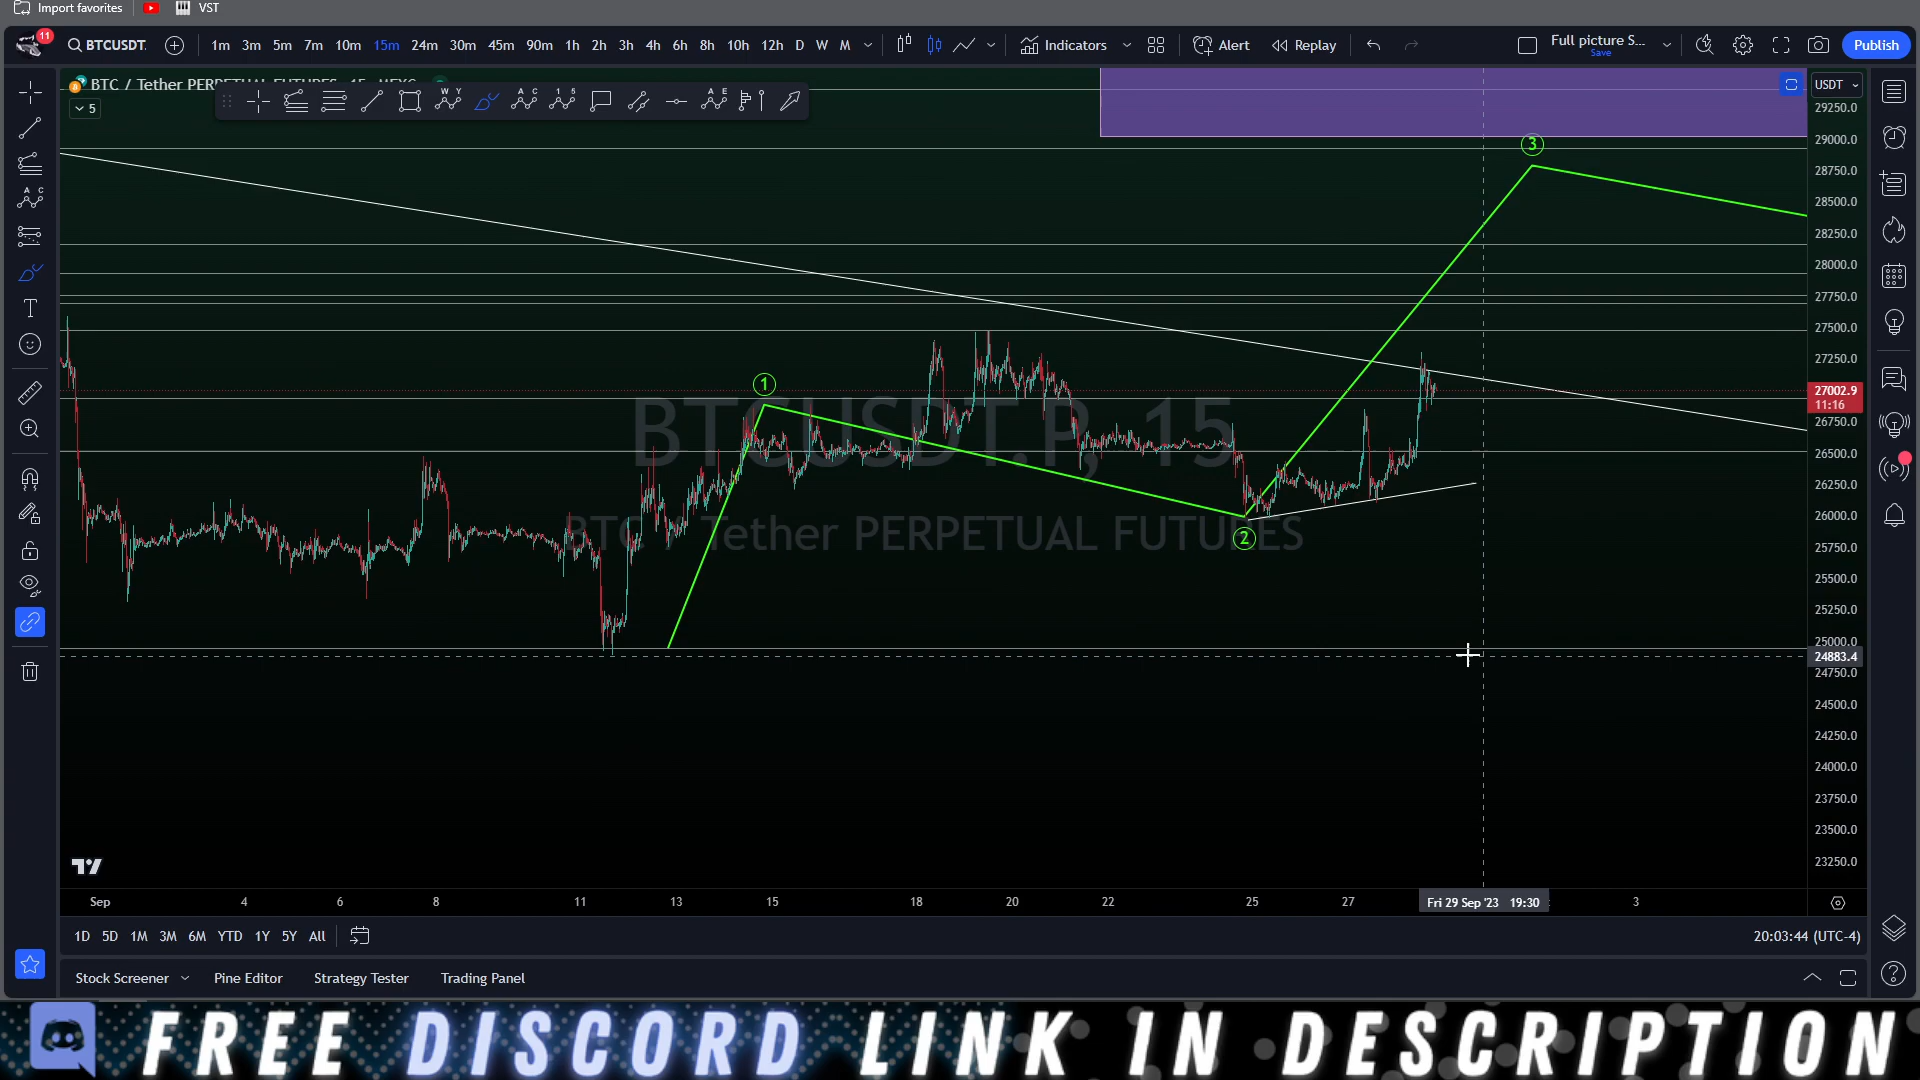 Import favorites
VST
11
BTCUSDT.
1m 3m 5m 7m 10m 15m 24m 30m 45m 90m 1h 2h 3h 4h 6h 8h 10h 12h D W M
Indicators
Alert
Replay
Full picture S...
Save
Publish
BTC / Tether PERPETUAL FUTURES · 15 · MEXC
5
USDT
29250.0
29000.0
28750.0
28500.0
28250.0
28000.0
27750.0
27500.0
27250.0
27002.9
11:16
26750.0
26500.0
26250.0
26000.0
25750.0
25500.0
25250.0
25000.0
24883.4
24750.0
24500.0
24250.0
24000.0
23750.0
23500.0
23250.0
3
1
2
BTCUSDT.P, 15
BTC / Tether PERPETUAL FUTURES
Sep 4 6 8 11 13 15 18 20 22 25 27 Fri 29 Sep '23 19:30 3
1D 5D 1M 3M 6M YTD 1Y 5Y All
20:03:44 (UTC-4)
Stock Screener
Pine Editor
Strategy Tester
Trading Panel
FREE DISCORD LINK IN DESCRIPTION